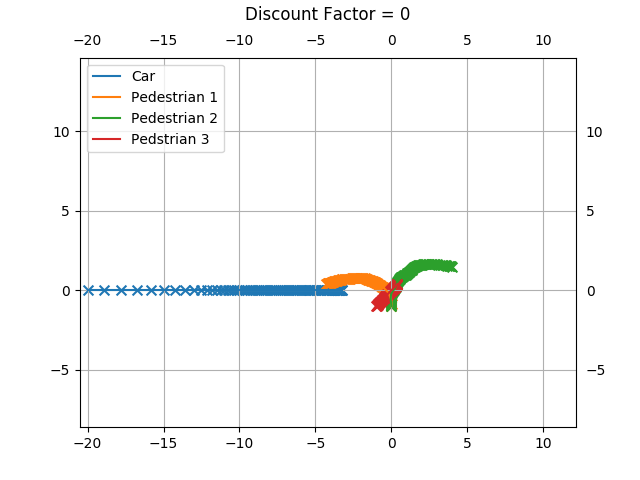 Discount Factor = 0
−20 −15 −10 −5 0 5 10
Car
Pedestrian 1
Pedestrian 2
Pedstrian 3
10 10
5 5
0 0
−5 −5
−20 −15 −10 −5 0 5 10